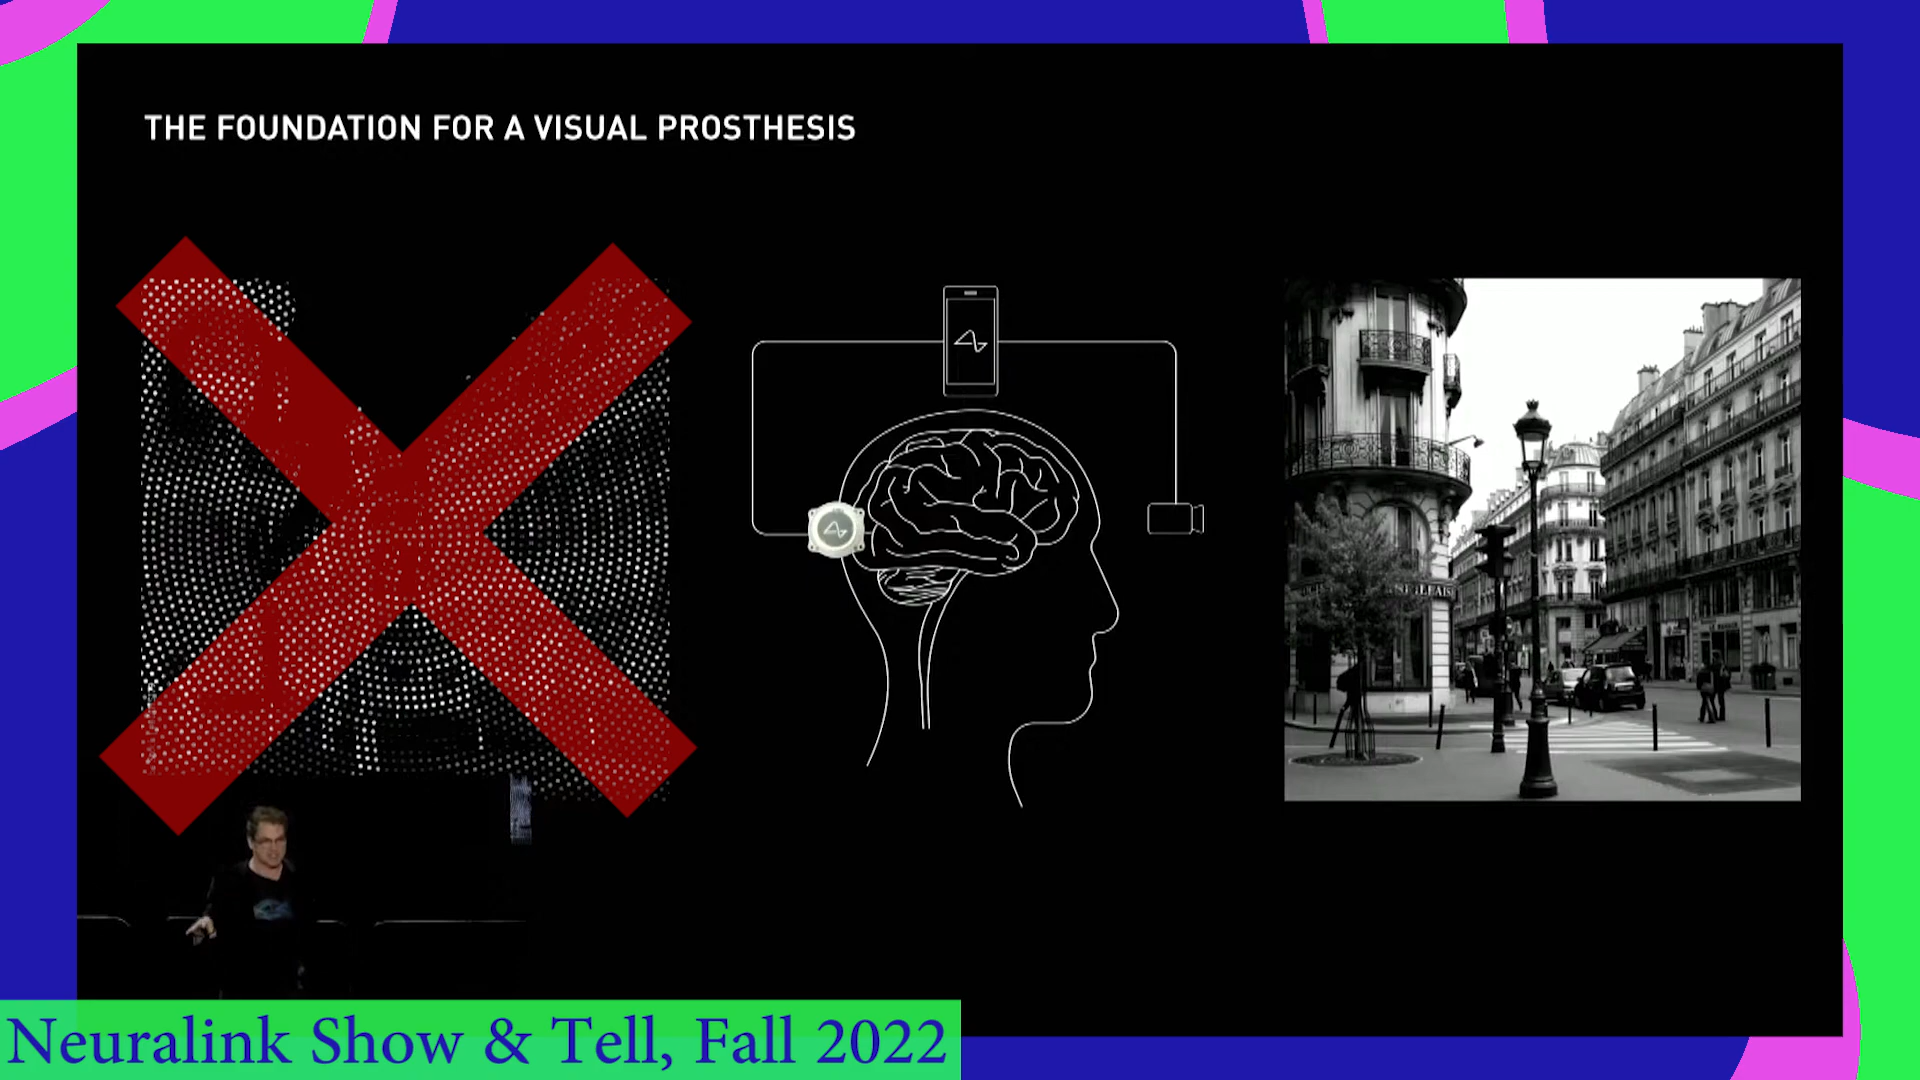 THE FOUNDATION FOR A VISUAL PROSTHESIS
Neuralink Show & Tell, Fall 2022